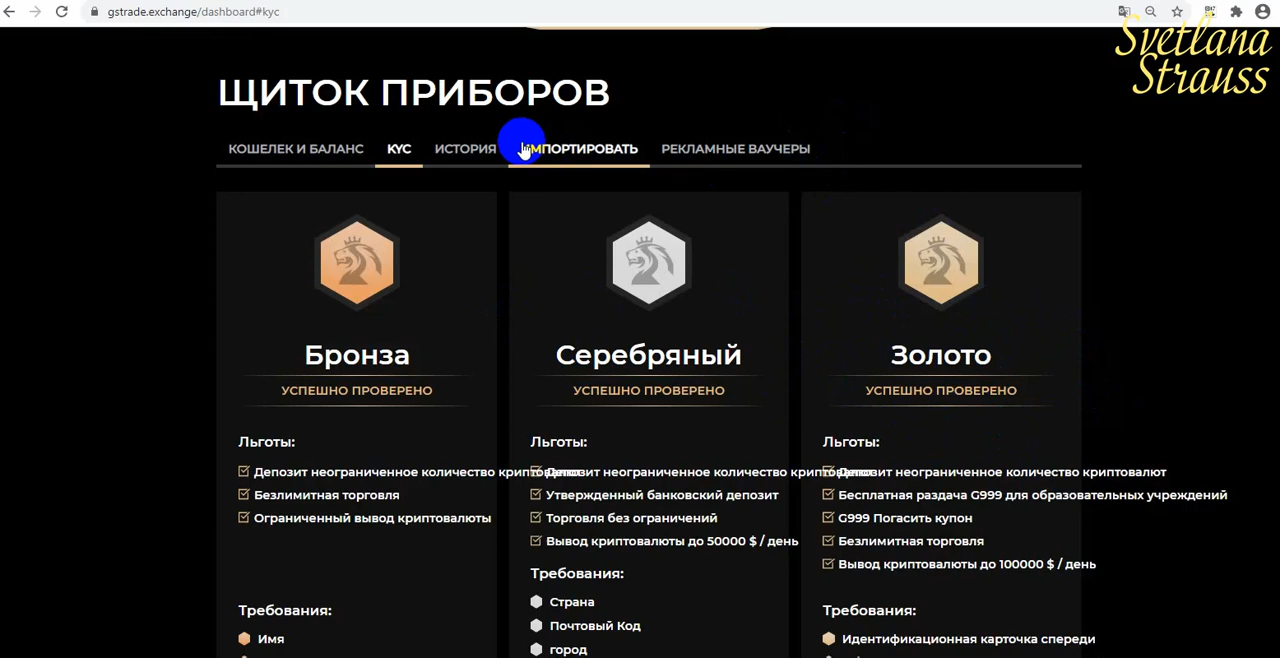 gstrade.exchange/dashboard#kyc
Svetlana
Strauss
ЩИТОК ПРИБОРОВ
КОШЕЛЕК И БАЛАНС KYC ИСТОРИЯ ИМПОРТИРОВАТЬ РЕКЛАМНЫЕ ВАУЧЕРЫ
Бронза
УСПЕШНО ПРОВЕРЕНО
Льготы:
Депозит неограниченное количество криптовалют
Безлимитная торговля
Ограниченный вывод криптовалюты
Требования:
Имя
Серебряный
УСПЕШНО ПРОВЕРЕНО
Льготы:
Депозит неограниченное количество криптовалют
Утвержденный банковский депозит
Торговля без ограничений
Вывод криптовалюты до 50000 $ / день
Требования:
Страна
Почтовый Код
город
Золото
УСПЕШНО ПРОВЕРЕНО
Льготы:
Депозит неограниченное количество криптовалют
Бесплатная раздача G999 для образовательных учреждений
G999 Погасить купон
Безлимитная торговля
Вывод криптовалюты до 100000 $ / день
Требования:
Идентификационная карточка спереди